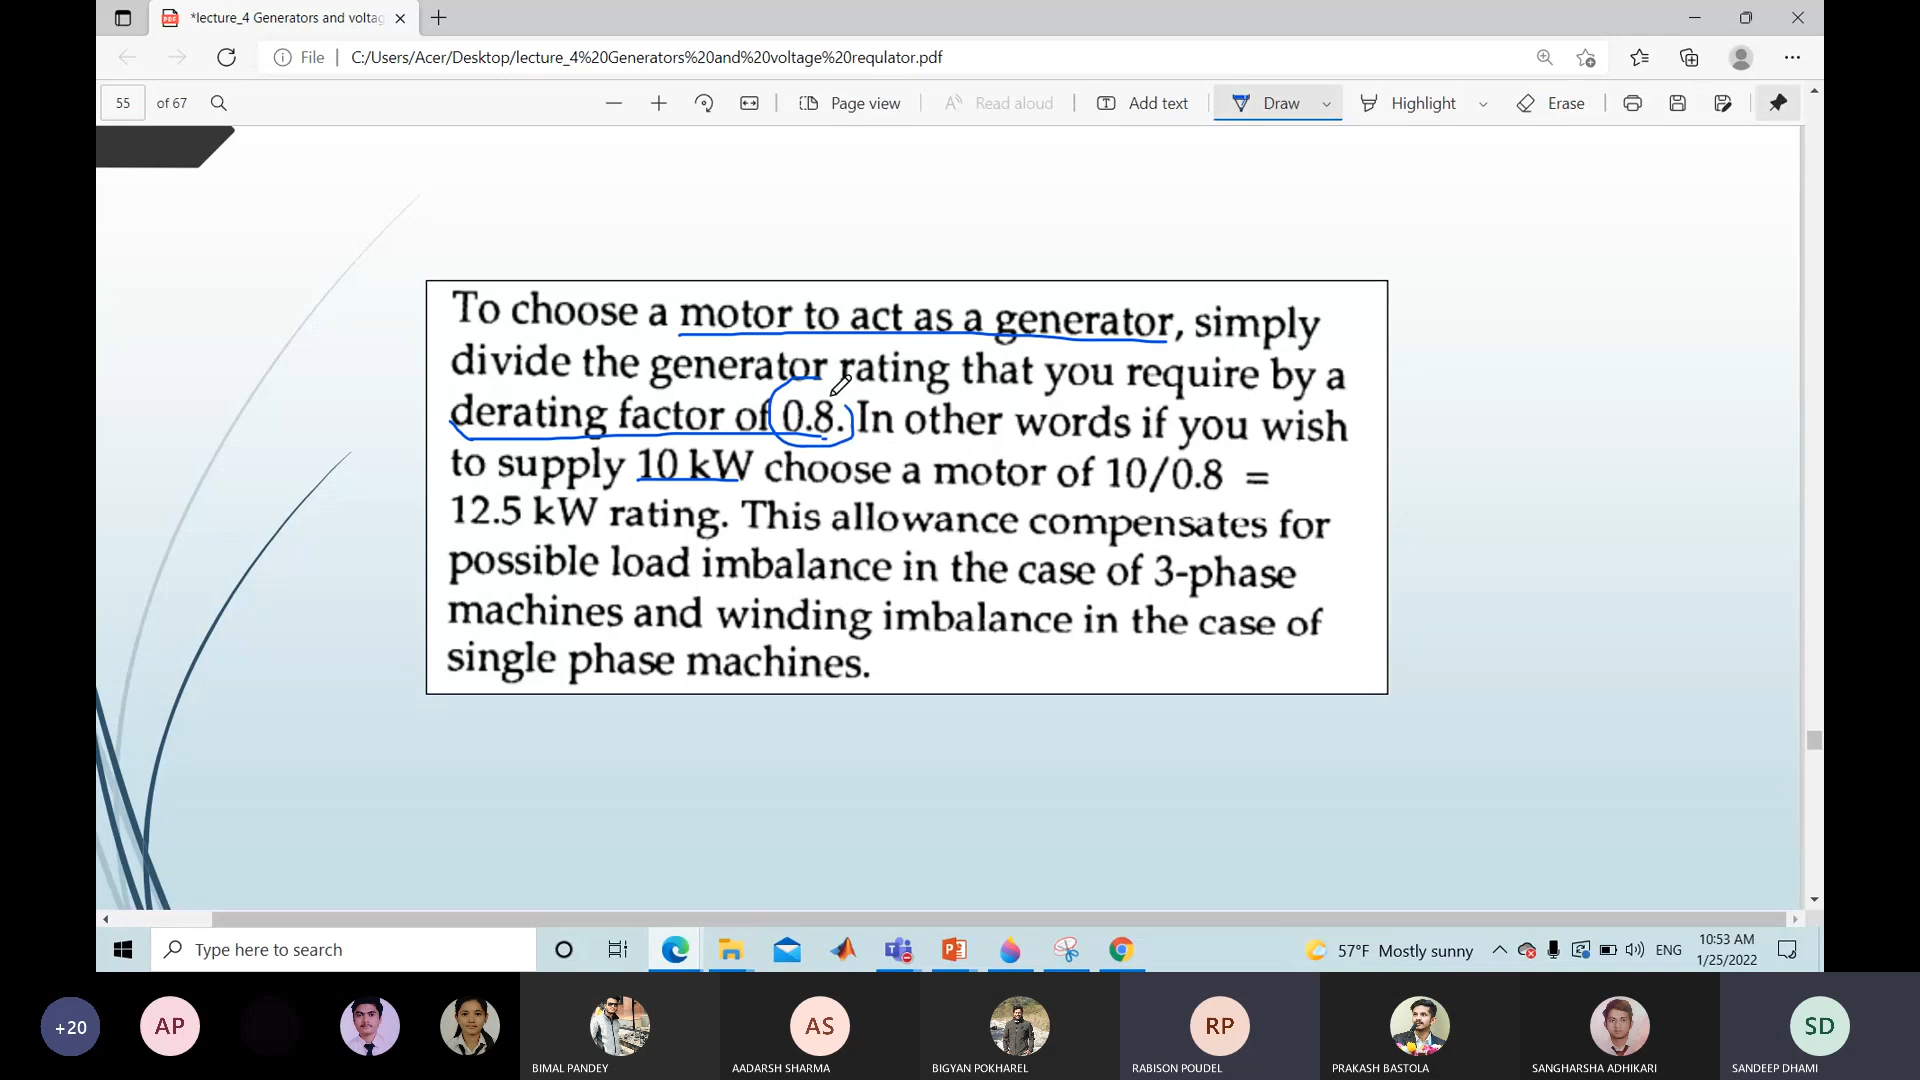 *lecture_4 Generators and voltag
File
C:/Users/Acer/Desktop/lecture_4%20Generators%20and%20voltage%20requlator.pdf
55 of 67
Page view
Read aloud
Add text
Draw
Highlight
Erase
To choose a motor to act as a generator, simply
divide the generator rating that you require by a
derating factor of 0.8. In other words if you wish
to supply 10 kW choose a motor of 10/0.8 =
12.5 kW rating. This allowance compensates for
possible load imbalance in the case of 3-phase
machines and winding imbalance in the case of
single phase machines.
Type here to search
57°F Mostly sunny
ENG
10:53 AM
1/25/2022
+20
AP
AS
RP
SD
BIMAL PANDEY
AADARSH SHARMA
BIGYAN POKHAREL
RABISON POUDEL
PRAKASH BASTOLA
SANGHARSHA ADHIKARI
SANDEEP DHAMI